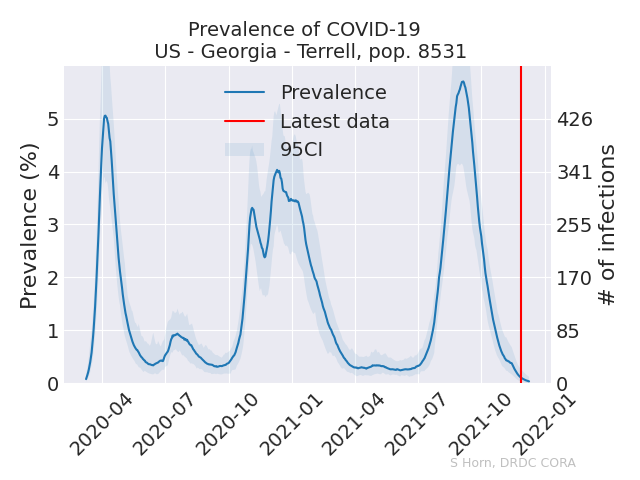 Prevalence of COVID-19
US - Georgia - Terrell, pop. 8531
Prevalence
Latest data
95CI
Prevalence (%)
5
4
3
2
1
0
426
341
255
170
85
0
# of infections
2020-04
2020-07
2020-10
2021-01
2021-04
2021-07
2021-10
2022-01
S Horn, DRDC CORA